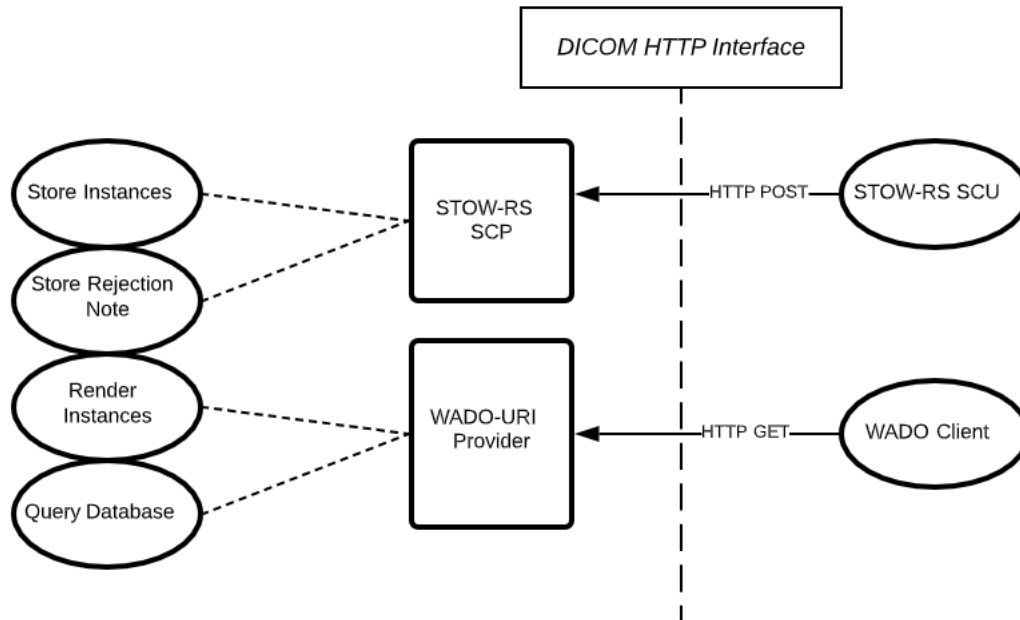 DICOM HTTP Interface
Store Instances
STOW-RS
SCP
HTTP POST
STOW-RS SCU
Store Rejection
Note
Render
Instances
WADO-URI
Provider
HTTP GET
WADO Client
Query Database